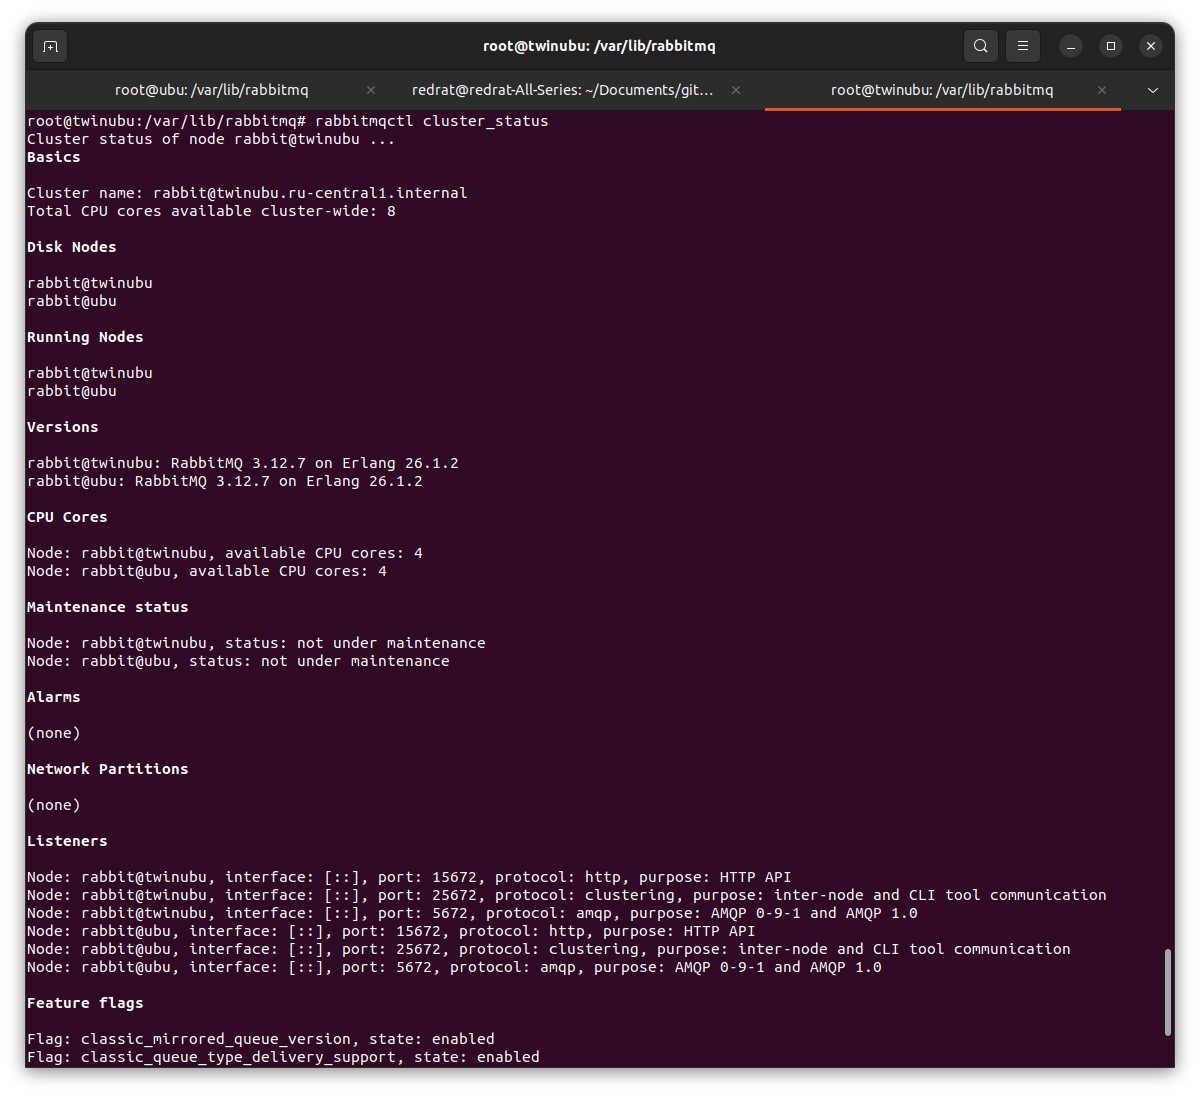 root@twinubu: /var/lib/rabbitmq
root@ubu: /var/lib/rabbitmq
redrat@redrat-All-Series: ~/Documents/git...
root@twinubu: /var/lib/rabbitmq
root@twinubu:/var/lib/rabbitmq# rabbitmqctl cluster_status
Cluster status of node rabbit@twinubu ...
Basics
Cluster name: rabbit@twinubu.ru-central1.internal
Total CPU cores available cluster-wide: 8
Disk Nodes
rabbit@twinubu
rabbit@ubu
Running Nodes
rabbit@twinubu
rabbit@ubu
Versions
rabbit@twinubu: RabbitMQ 3.12.7 on Erlang 26.1.2
rabbit@ubu: RabbitMQ 3.12.7 on Erlang 26.1.2
CPU Cores
Node: rabbit@twinubu, available CPU cores: 4
Node: rabbit@ubu, available CPU cores: 4
Maintenance status
Node: rabbit@twinubu, status: not under maintenance
Node: rabbit@ubu, status: not under maintenance
Alarms
(none)
Network Partitions
(none)
Listeners
Node: rabbit@twinubu, interface: [::], port: 15672, protocol: http, purpose: HTTP API
Node: rabbit@twinubu, interface: [::], port: 25672, protocol: clustering, purpose: inter-node and CLI tool communication
Node: rabbit@twinubu, interface: [::], port: 5672, protocol: amqp, purpose: AMQP 0-9-1 and AMQP 1.0
Node: rabbit@ubu, interface: [::], port: 15672, protocol: http, purpose: HTTP API
Node: rabbit@ubu, interface: [::], port: 25672, protocol: clustering, purpose: inter-node and CLI tool communication
Node: rabbit@ubu, interface: [::], port: 5672, protocol: amqp, purpose: AMQP 0-9-1 and AMQP 1.0
Feature flags
Flag: classic_mirrored_queue_version, state: enabled
Flag: classic_queue_type_delivery_support, state: enabled